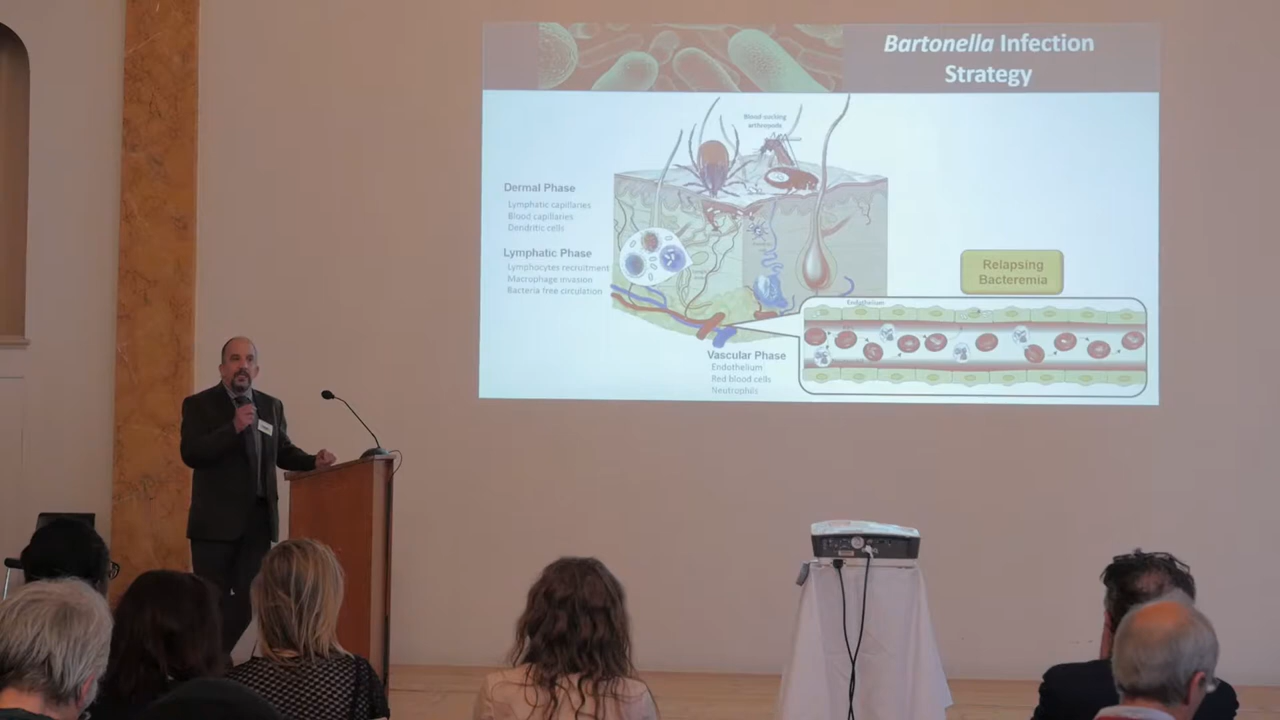 Bartonella Infection
Strategy
Blood sucking
arthropods
Dermal Phase
Lymphatic capillaries
Blood capillaries
Dendritic cells
Lymphatic Phase
Lymphocytes recruitment
Macrophage invasion
Bacteria free circulation
Relapsing
Bacteremia
Endothelium
Vascular Phase
Endothelium
Red blood cells
Neutrophils